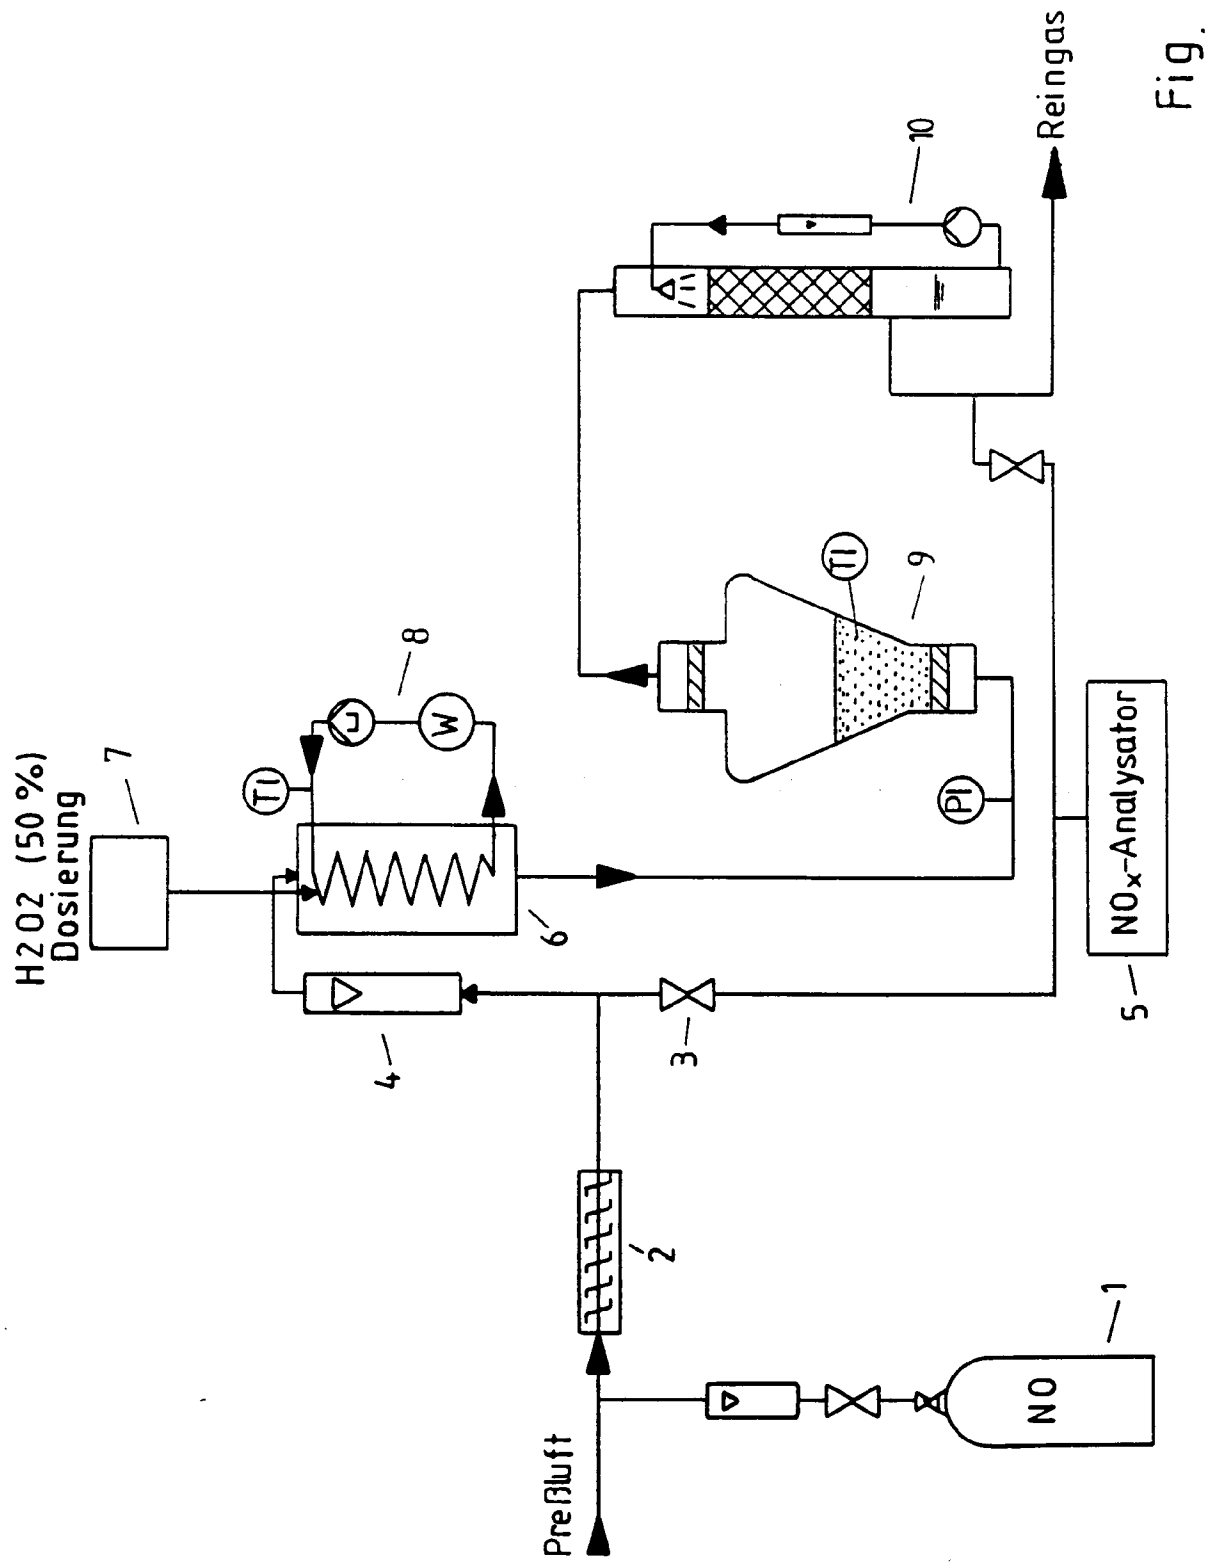 H2O2 (50 %)
Dosierung
7
TI
8
U
W
6
4
3
Preßluft
2
NO
1
NOx-Analysator
5
PI
TI
9
10
Reingas
Fig.